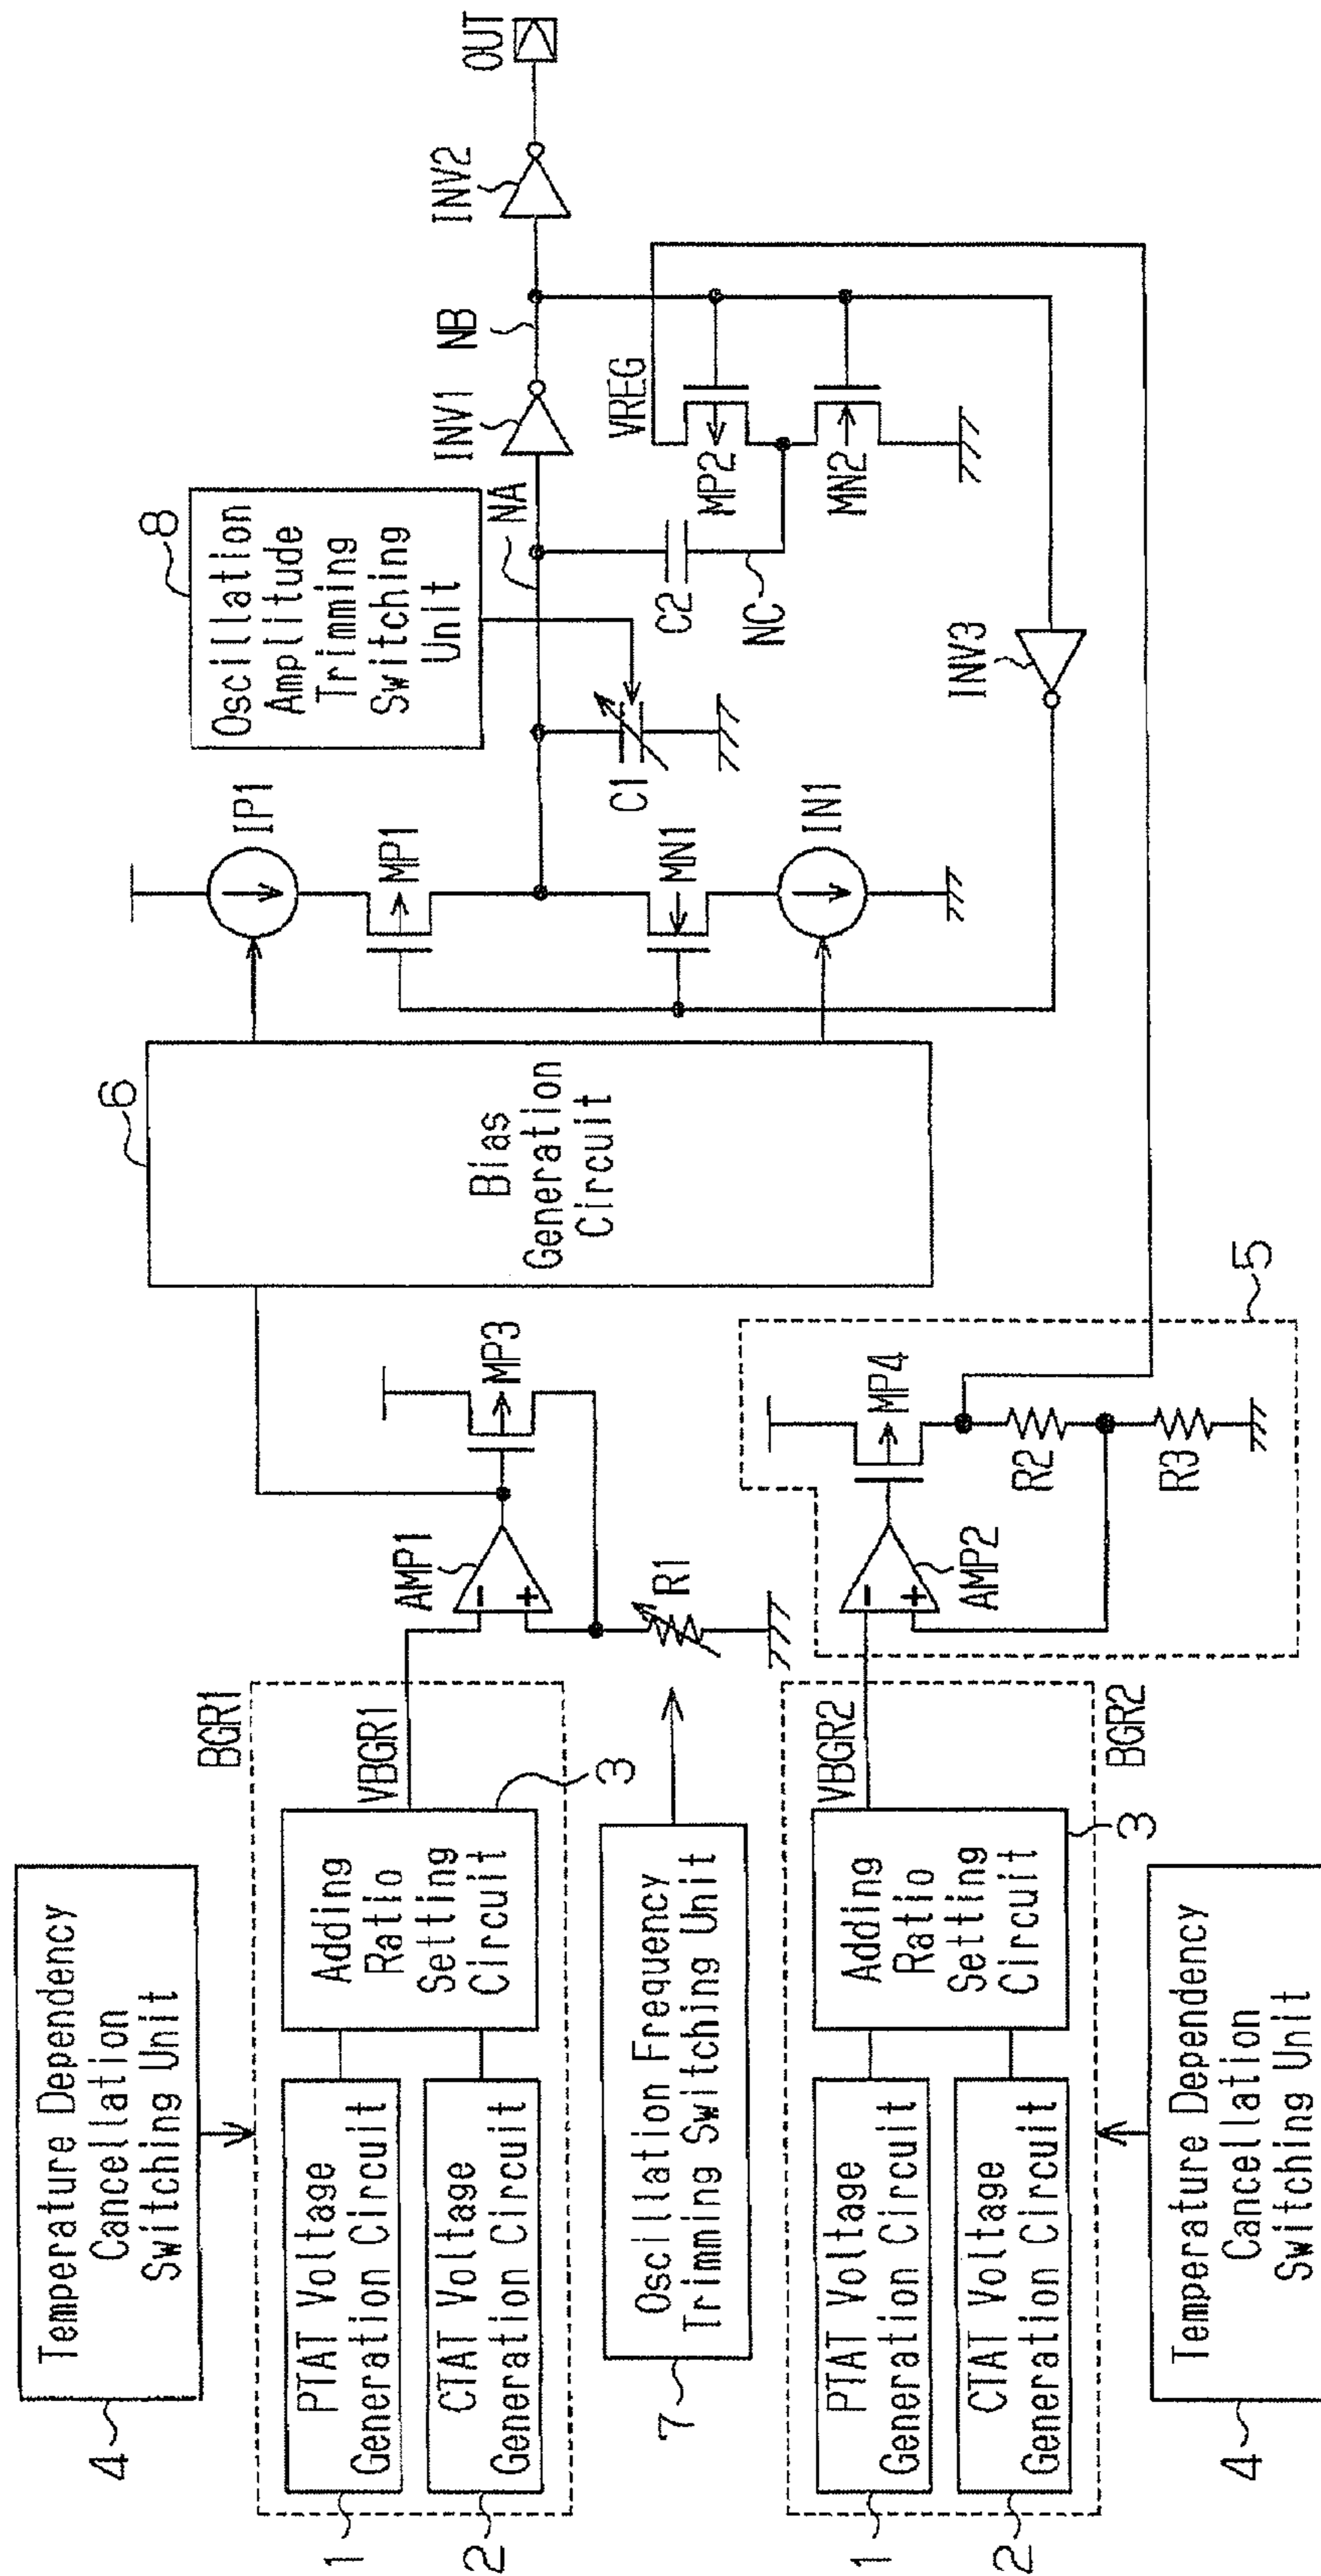 Temperature Dependency
Cancellation
Switching Unit
4
BGR1
PTAT Voltage
Generation Circuit
1
CTAT Voltage
Generation Circuit
2
Adding
Ratio
Setting
Circuit
3
VBGR1
AMP1
-
+
MP3
R1
Oscillation Frequency
Trimming Switching Unit
7
PTAT Voltage
Generation Circuit
1
CTAT Voltage
Generation Circuit
2
Adding
Ratio
Setting
Circuit
3
VBGR2
BGR2
Temperature Dependency
Cancellation
Switching Unit
4
AMP2
-
+
MP4
R2
R3
5
6
Bias
Generation
Circuit
IP1
MP1
MN1
IN1
8
Oscillation
Amplitude
Trimming
Switching
Unit
C1
NA
C2
NC
INV1
NB
INV2
OUT
VREG
MP2
MN2
INV3